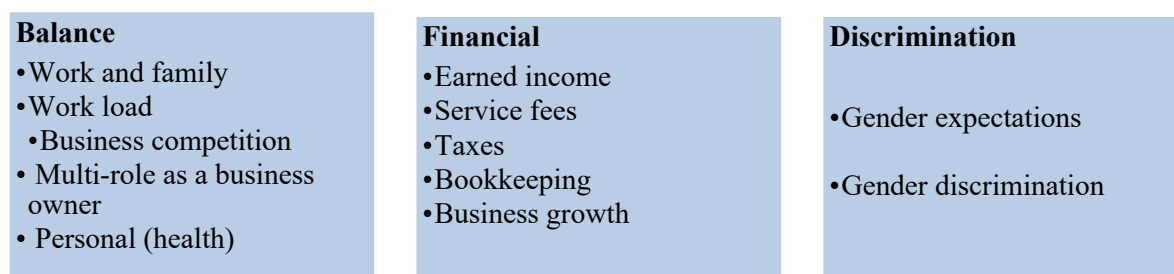 Balance
•Work and family
•Work load
•Business competition
• Multi-role as a business
owner
• Personal (health)
Financial
•Earned income
•Service fees
•Taxes
•Bookkeeping
•Business growth
Discrimination
•Gender expectations
•Gender discrimination